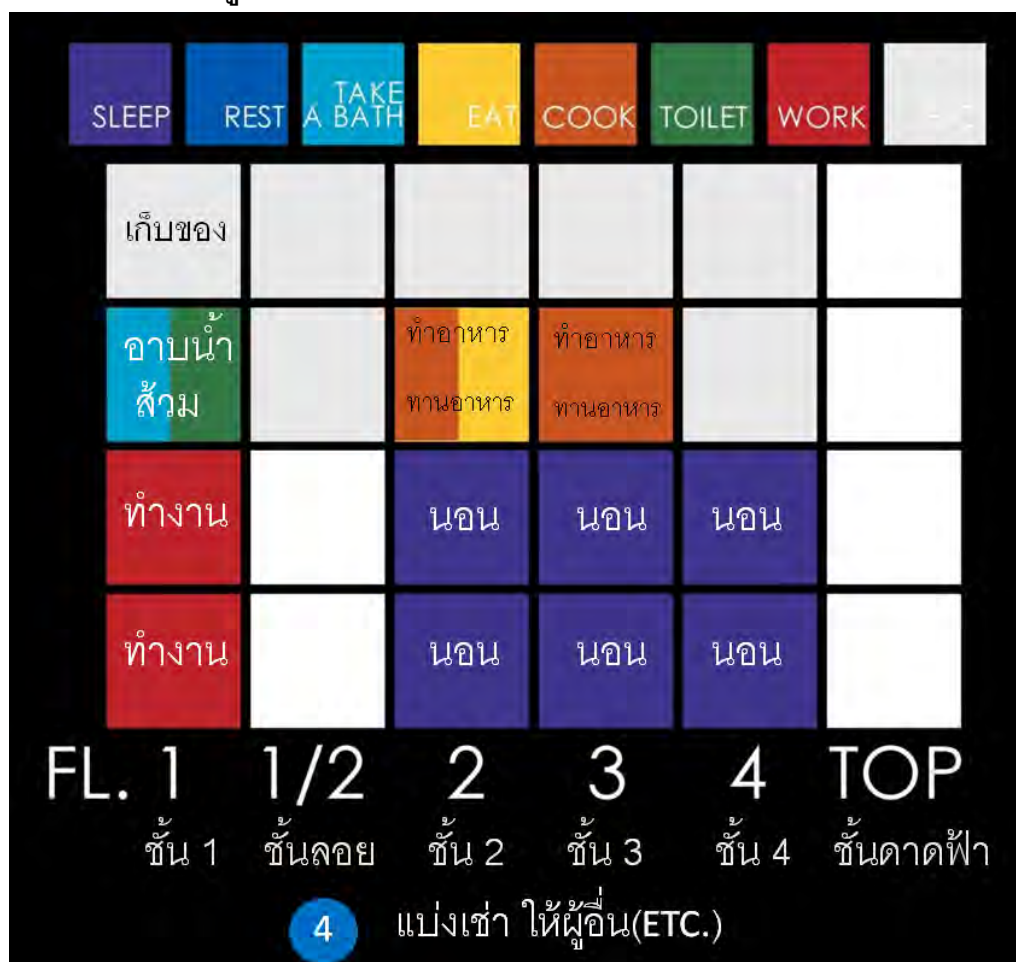 SLEEP REST TAKE A BATH EAT COOK TOILET WORK
เก็บของ
อาบน้ำ ส้วม ทำอาหาร ทานอาหาร ทำอาหาร ทานอาหาร
ทำงาน นอน นอน นอน
ทำงาน นอน นอน นอน
FL. 1 1/2 2 3 4 TOP
ชั้น 1 ชั้นลอย ชั้น 2 ชั้น 3 ชั้น 4 ชั้นดาดฟ้า
4 แบ่งเช่า ให้ผู้อื่น(ETC.)